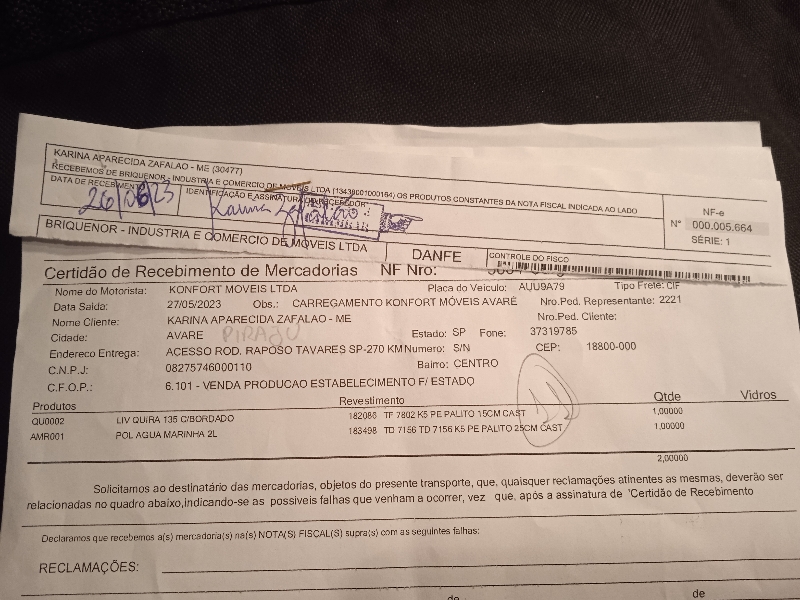 KARINA APARECIDA ZAFALAO - ME (30477)
RECEBEMOS DE BRIQUENOR - INDUSTRIA E COMERCIO DE MOVEIS LTDA (13439001000164) OS PRODUTOS CONSTANTES DA NOTA FISCAL INDICADA AO LADO
DATA DE RECEBIMENTO IDENTIFICAÇÃO E ASSINATURA DO RECEBEDOR
26/06/23 Karina
NF-e
Nº 000.005.664
SÉRIE: 1
BRIQUENOR - INDUSTRIA E COMERCIO DE MOVEIS LTDA
DANFE
CONTROLE DO FISCO
Certidão de Recebimento de Mercadorias NF Nro:
Nome do Motorista: KONFORT MOVEIS LTDA Placa do Veículo: AUU9A79 Tipo Frete: CIF
Data Saída: 27/05/2023 Obs.: CARREGAMENTO KONFORT MÓVEIS AVARÉ Nro.Ped. Representante: 2221
Nome Cliente: KARINA APARECIDA ZAFALAO - ME Nro.Ped. Cliente:
Cidade: AVARE PIRAJU Estado: SP Fone: 37319785
Endereco Entrega: ACESSO ROD. RAPOSO TAVARES SP-270 KM Numero: S/N CEP: 18800-000
C.N.P.J: 08275746000110 Bairro: CENTRO
C.F.O.P.: 6.101 - VENDA PRODUCAO ESTABELECIMENTO F/ ESTADO
Produtos Revestimento Qtde Vidros
QU0002 LIV QUIRA 135 C/BORDADO 182086 TF 7802 K5 PE PALITO 15CM CAST 1,00000
AMR001 POL AGUA MARINHA 2L 183498 TD 7156 TD 7156 K5 PE PALITO 25CM CAST 1,00000
2,00000
Solicitamos ao destinatário das mercadorias, objetos do presente transporte, que, quaisquer reclamações atinentes as mesmas, deverão ser
relacionadas no quadro abaixo,indicando-se as possiveis falhas que venham a ocorrer, vez que, após a assinatura de 'Certidão de Recebimento
Declaramos que recebemos a(s) mercadoria(s) na(s) NOTA(S) FISCAL(S) supra(s) com as seguintes falhas:
RECLAMAÇÕES:
de de